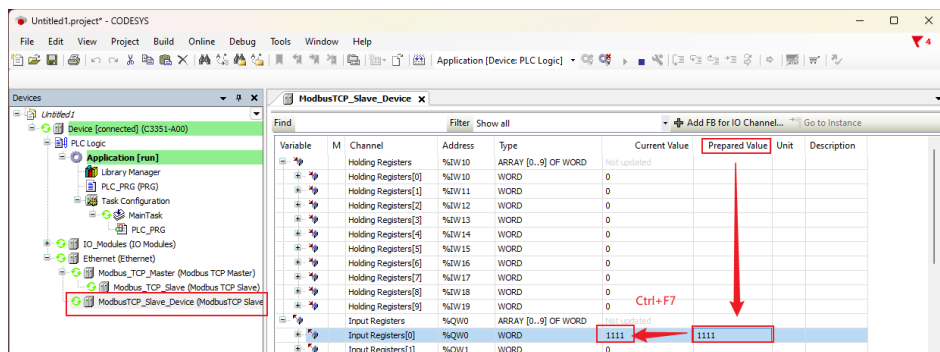 Untitled1.project* - CODESYS
File Edit View Project Build Online Debug Tools Window Help
4
Application [Device: PLC Logic]
Devices
ModbusTCP_Slave_Device
Untitled1
Device [connected] (C3351-A00)
PLC Logic
Application [run]
Library Manager
PLC_PRG (PRG)
Task Configuration
MainTask
PLC_PRG
IO_Modules (IO Modules)
Ethernet (Ethernet)
Modbus_TCP_Master (Modbus TCP Master)
Modbus_TCP_Slave (Modbus TCP Slave)
ModbusTCP_Slave_Device (ModbusTCP Slave
Find Filter Show all Add FB for IO Channel... Go to Instance
Variable M Channel Address Type Current Value Prepared Value Unit Description
Holding Registers %IW10 ARRAY [0..9] OF WORD Not updated
Holding Registers[0] %IW10 WORD 0
Holding Registers[1] %IW11 WORD 0
Holding Registers[2] %IW12 WORD 0
Holding Registers[3] %IW13 WORD 0
Holding Registers[4] %IW14 WORD 0
Holding Registers[5] %IW15 WORD 0
Holding Registers[6] %IW16 WORD 0
Holding Registers[7] %IW17 WORD 0
Holding Registers[8] %IW18 WORD 0
Holding Registers[9] %IW19 WORD 0
Ctrl+F7
Input Registers %QW0 ARRAY [0..9] OF WORD Not updated
Input Registers[0] %QW0 WORD 1111 1111
Input Registers[1] %QW1 WORD 0